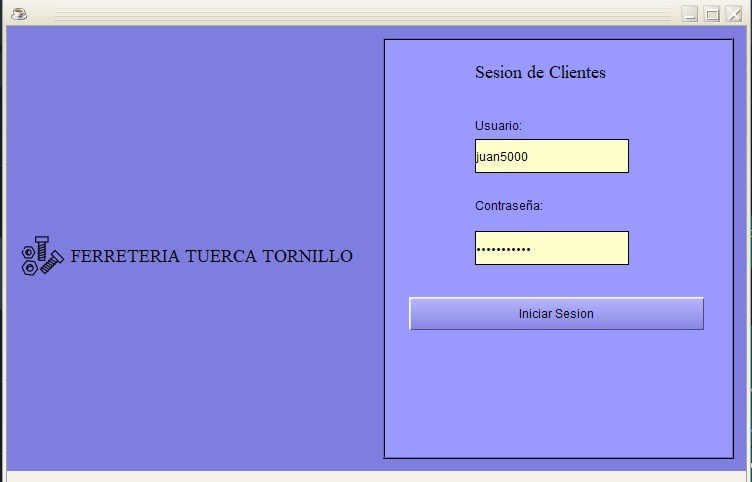 Sesion de Clientes
Usuario:
juan5000
Contraseña:
•••••••••••
Iniciar Sesion
FERRETERIA TUERCA TORNILLO